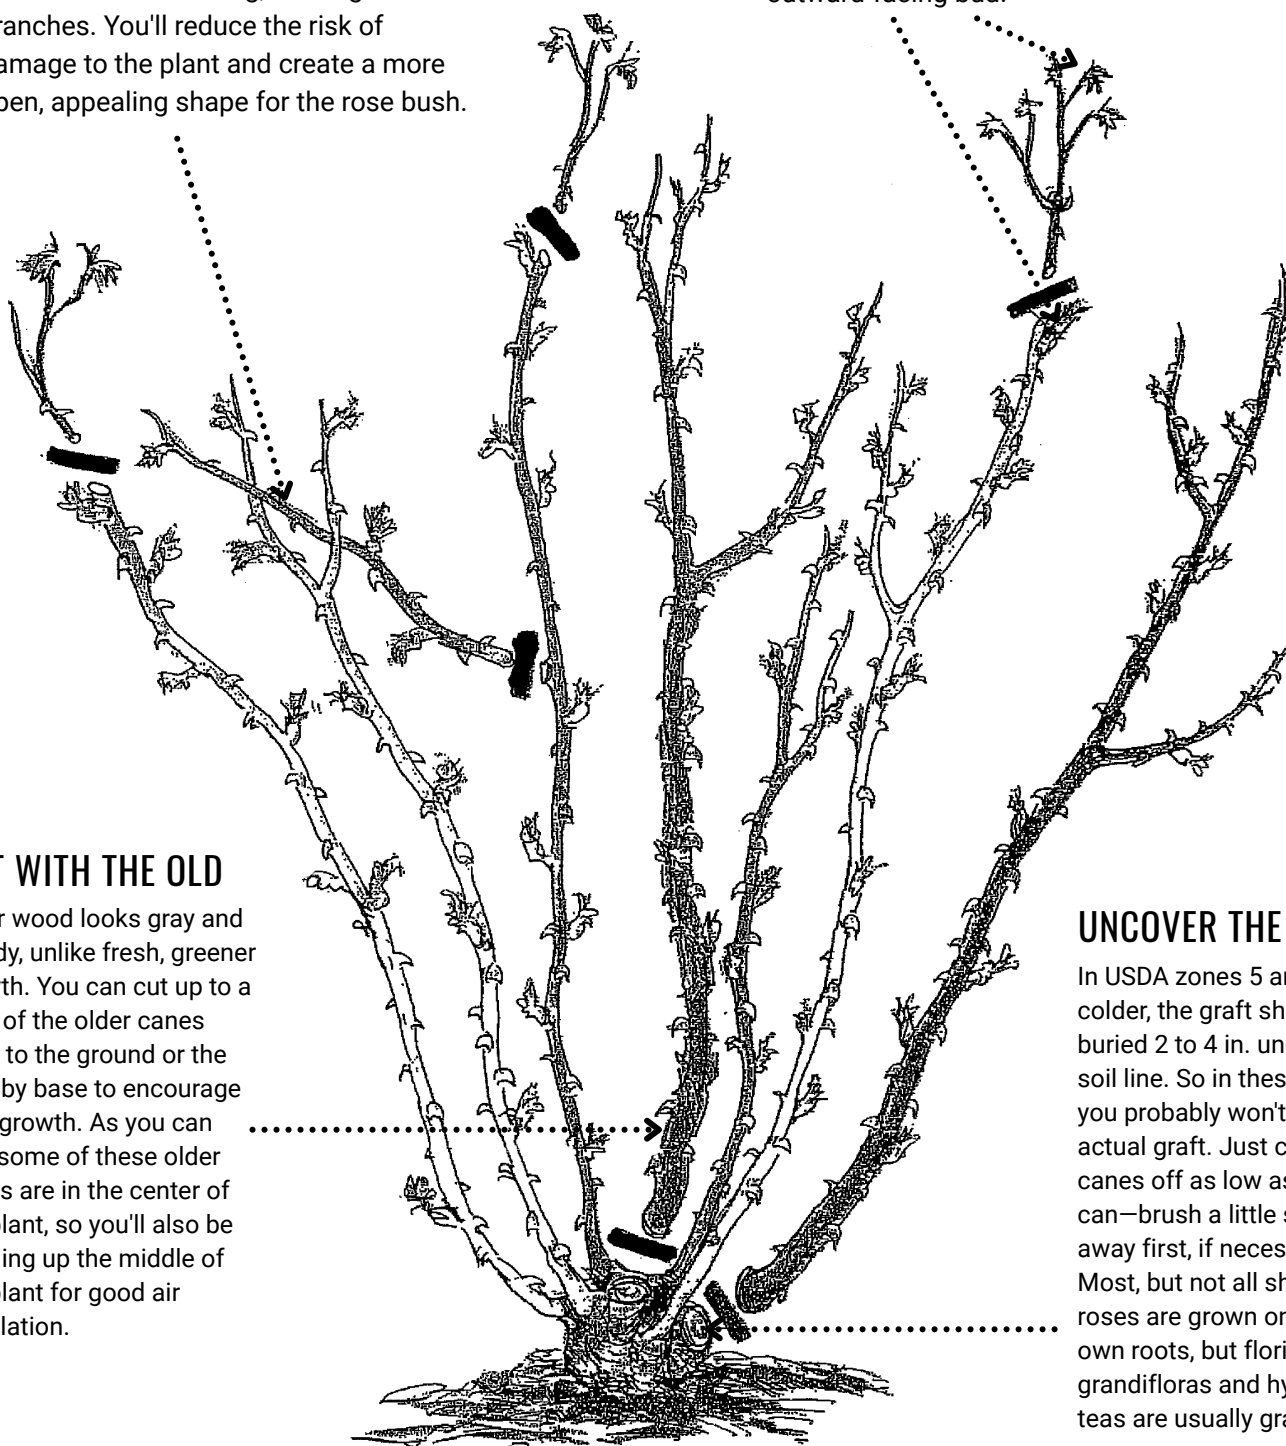 ranches. You'll reduce the risk of
amage to the plant and create a more
pen, appealing shape for the rose bush.
outward-facing bud.
T WITH THE OLD
r wood looks gray and
dy, unlike fresh, greener
th. You can cut up to a
of the older canes
to the ground or the
by base to encourage
growth. As you can
some of these older
s are in the center of
plant, so you'll also be
ing up the middle of
plant for good air
lation.
UNCOVER THE
In USDA zones 5 a
colder, the graft sh
buried 2 to 4 in. un
soil line. So in thes
you probably won't
actual graft. Just c
canes off as low as
can—brush a little s
away first, if neces
Most, but not all sh
roses are grown on
own roots, but flori
grandifloras and hy
teas are usually gra